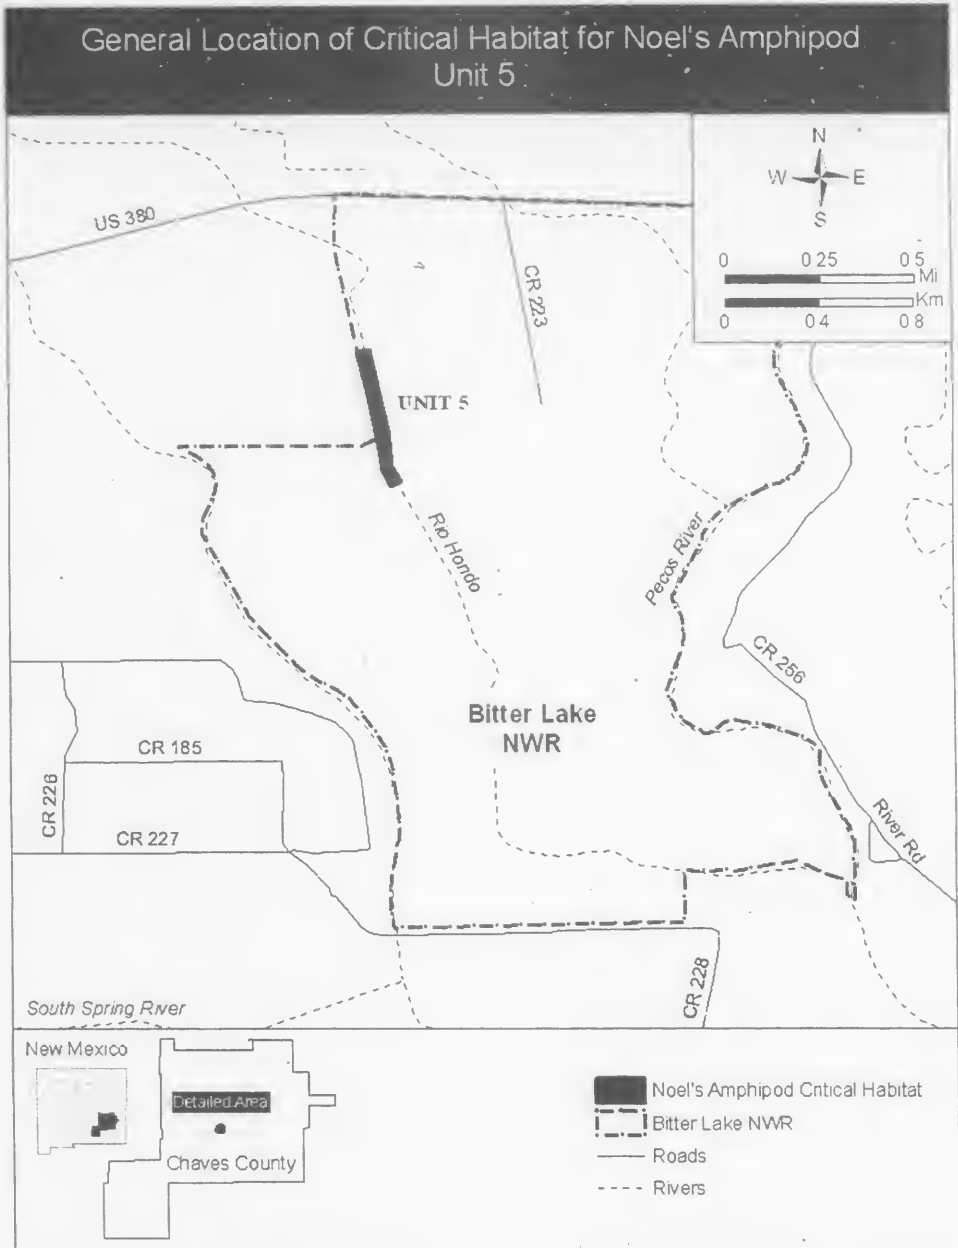 General Location of Critical Habitat for Noel's Amphipod
Unit 5
N
W E
S
0 0 25 0 5
Mi
Km
0 0 4 0 8
US 380
CR 223
UNIT 5
Rio Hondo
Pecos River
CR 256
Bitter Lake
NWR
CR 185
CR 226
CR 227
River Rd
CR 228
South Spring River
New Mexico
Detailed Area
Chaves County
Noel's Amphipod Critical Habitat
Bitter Lake NWR
Roads
Rivers